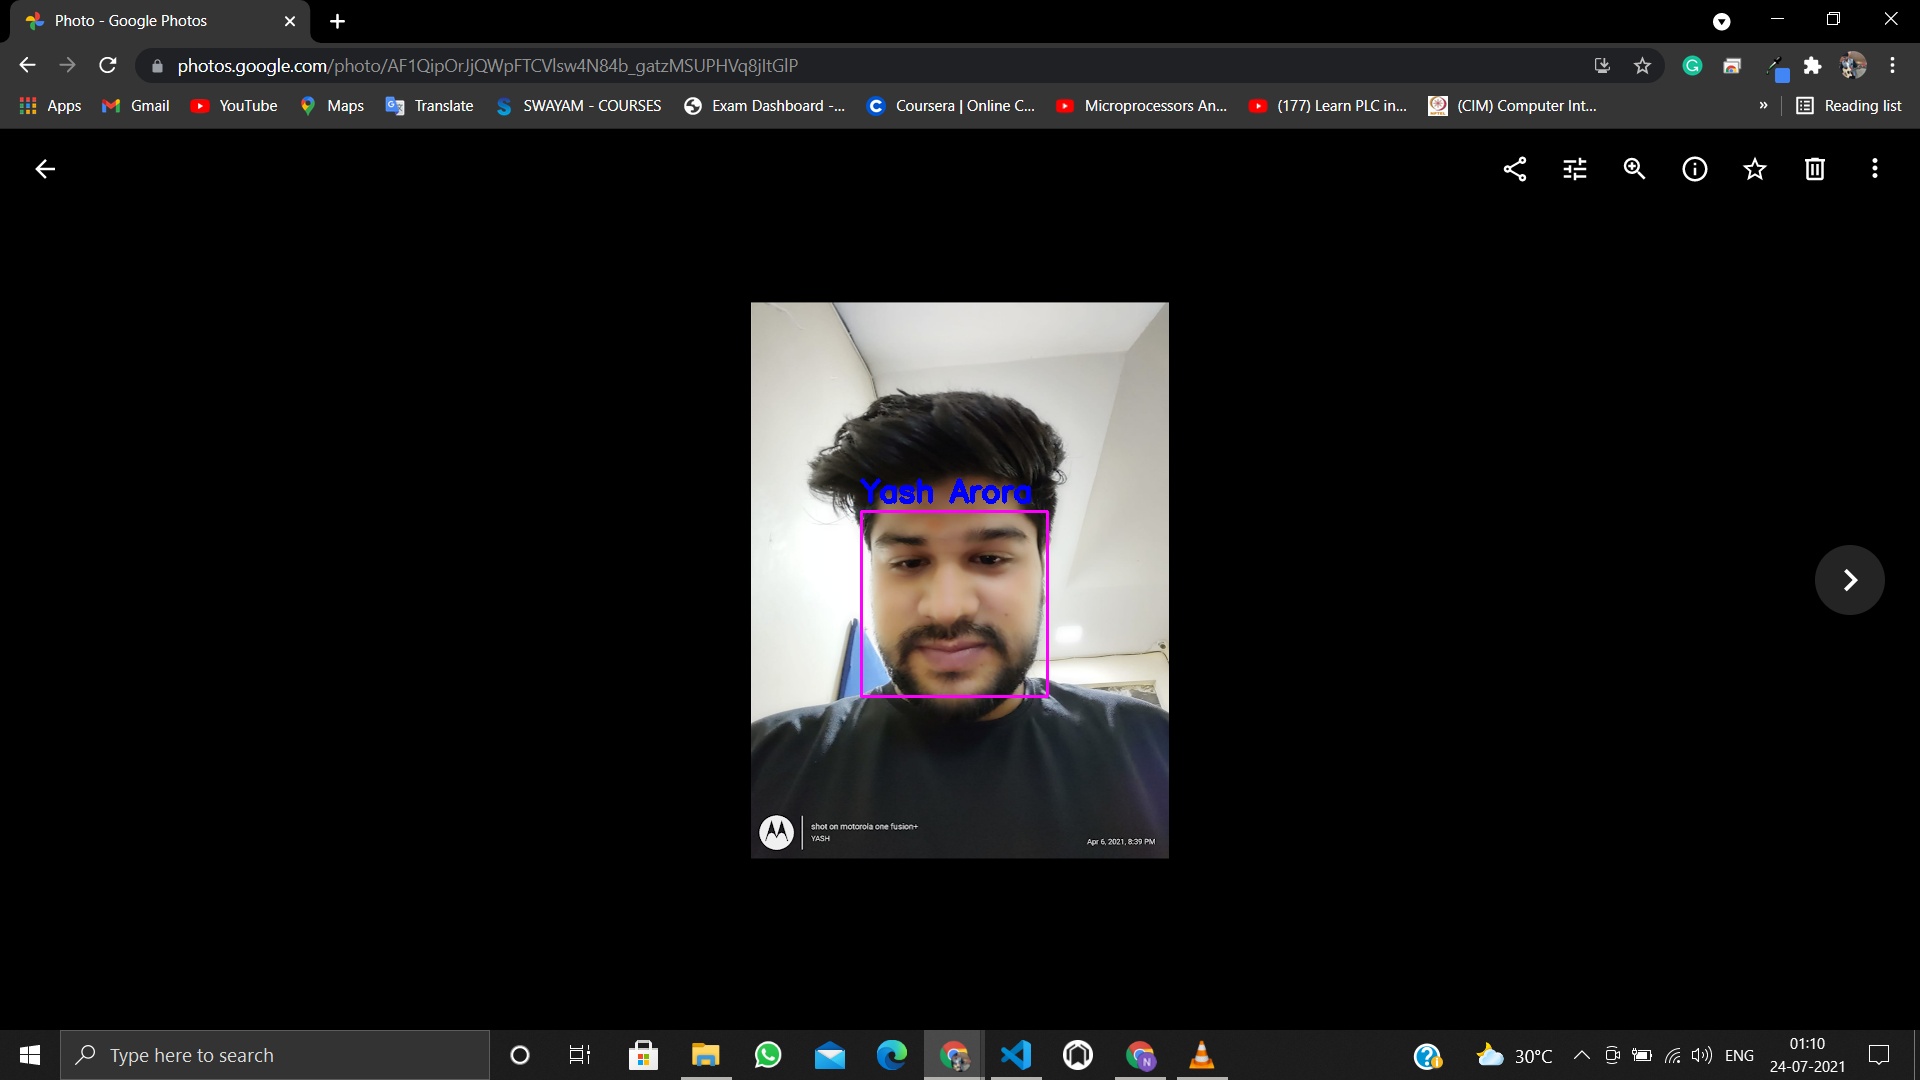 Photo - Google Photos
photos.google.com/photo/AF1QipOrJjQWpFTCVlsw4N84b_gatzMSUPHVq8jItGlP
Apps Gmail YouTube Maps Translate SWAYAM - COURSES Exam Dashboard -... Coursera | Online C... Microprocessors An... (177) Learn PLC in... (CIM) Computer Int... » Reading list
Yash Arora
shot on motorola one fusion+
YASH
Apr 6, 2021, 8:39 PM
Type here to search
30°C
ENG
01:10
24-07-2021